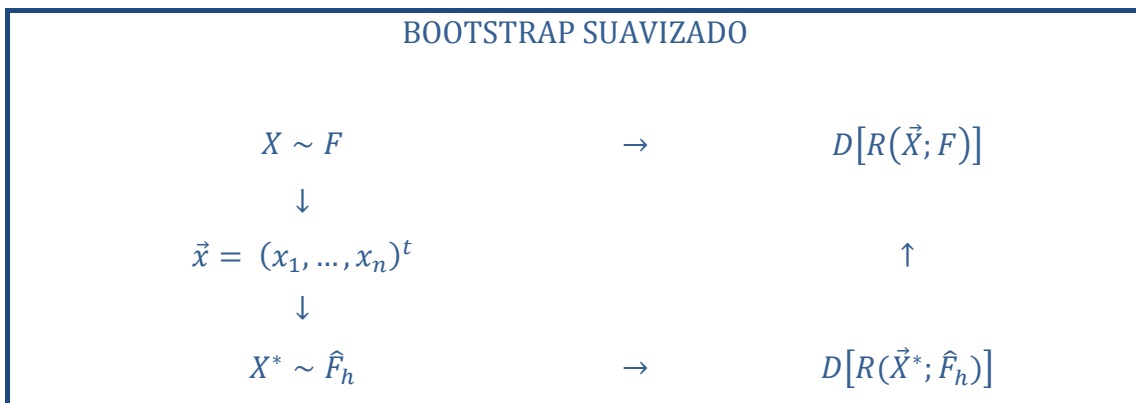 BOOTSTRAP SUAVIZADO
X ~ F → D[R(X⃗; F)]
↓
x⃗ = (x₁, … , xₙ)ᵗ ↑
↓
X* ~ F̂ₕ → D[R(X⃗*; F̂ₕ)]